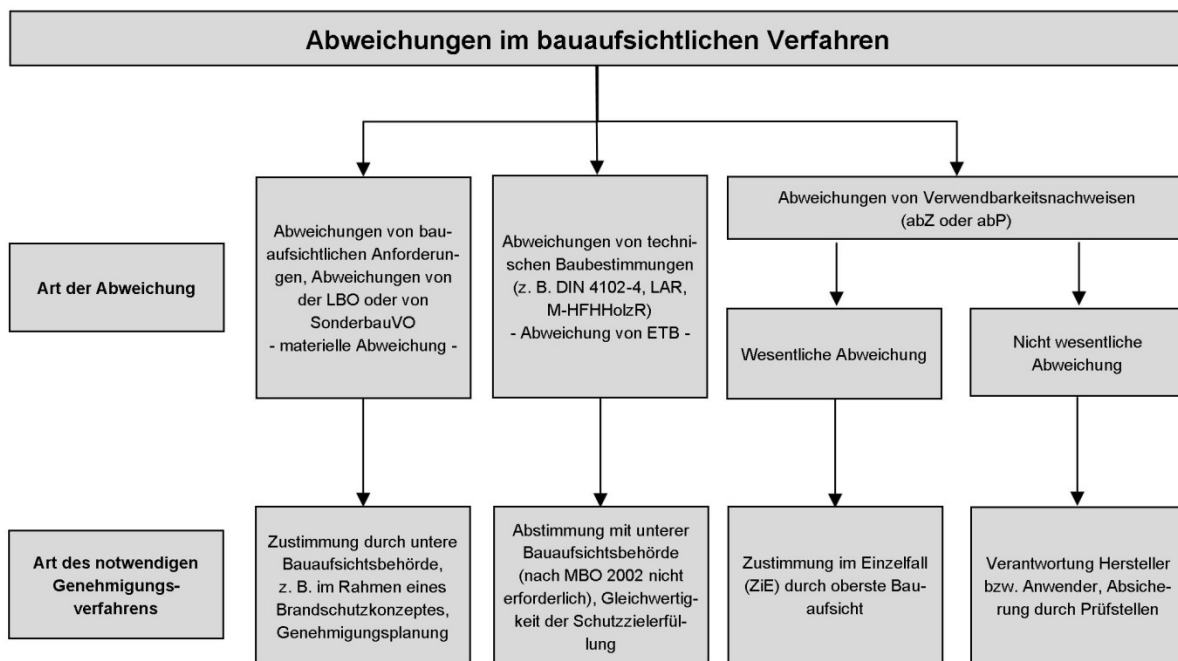 Abweichungen im bauaufsichtlichen Verfahren
Art der Abweichung
Abweichungen von bau-
aufsichtlichen Anforderun-
gen, Abweichungen von
der LBO oder von
SonderbauVO
- materielle Abweichung -
Abweichungen von techni-
schen Baubestimmungen
(z. B. DIN 4102-4, LAR,
M-HFHHolzR)
- Abweichung von ETB -
Abweichungen von Verwendbarkeitsnachweisen
(abZ oder abP)
Wesentliche Abweichung
Nicht wesentliche
Abweichung
Art des notwendigen
Genehmigungs-
verfahrens
Zustimmung durch untere
Bauaufsichtsbehörde,
z. B. im Rahmen eines
Brandschutzkonzeptes,
Genehmigungsplanung
Abstimmung mit unterer
Bauaufsichtsbehörde
(nach MBO 2002 nicht
erforderlich), Gleichwertig-
keit der Schutzzielerfül-
lung
Zustimmung im Einzelfall
(ZiE) durch oberste Bau-
aufsicht
Verantwortung Hersteller
bzw. Anwender, Absiche-
rung durch Prüfstellen